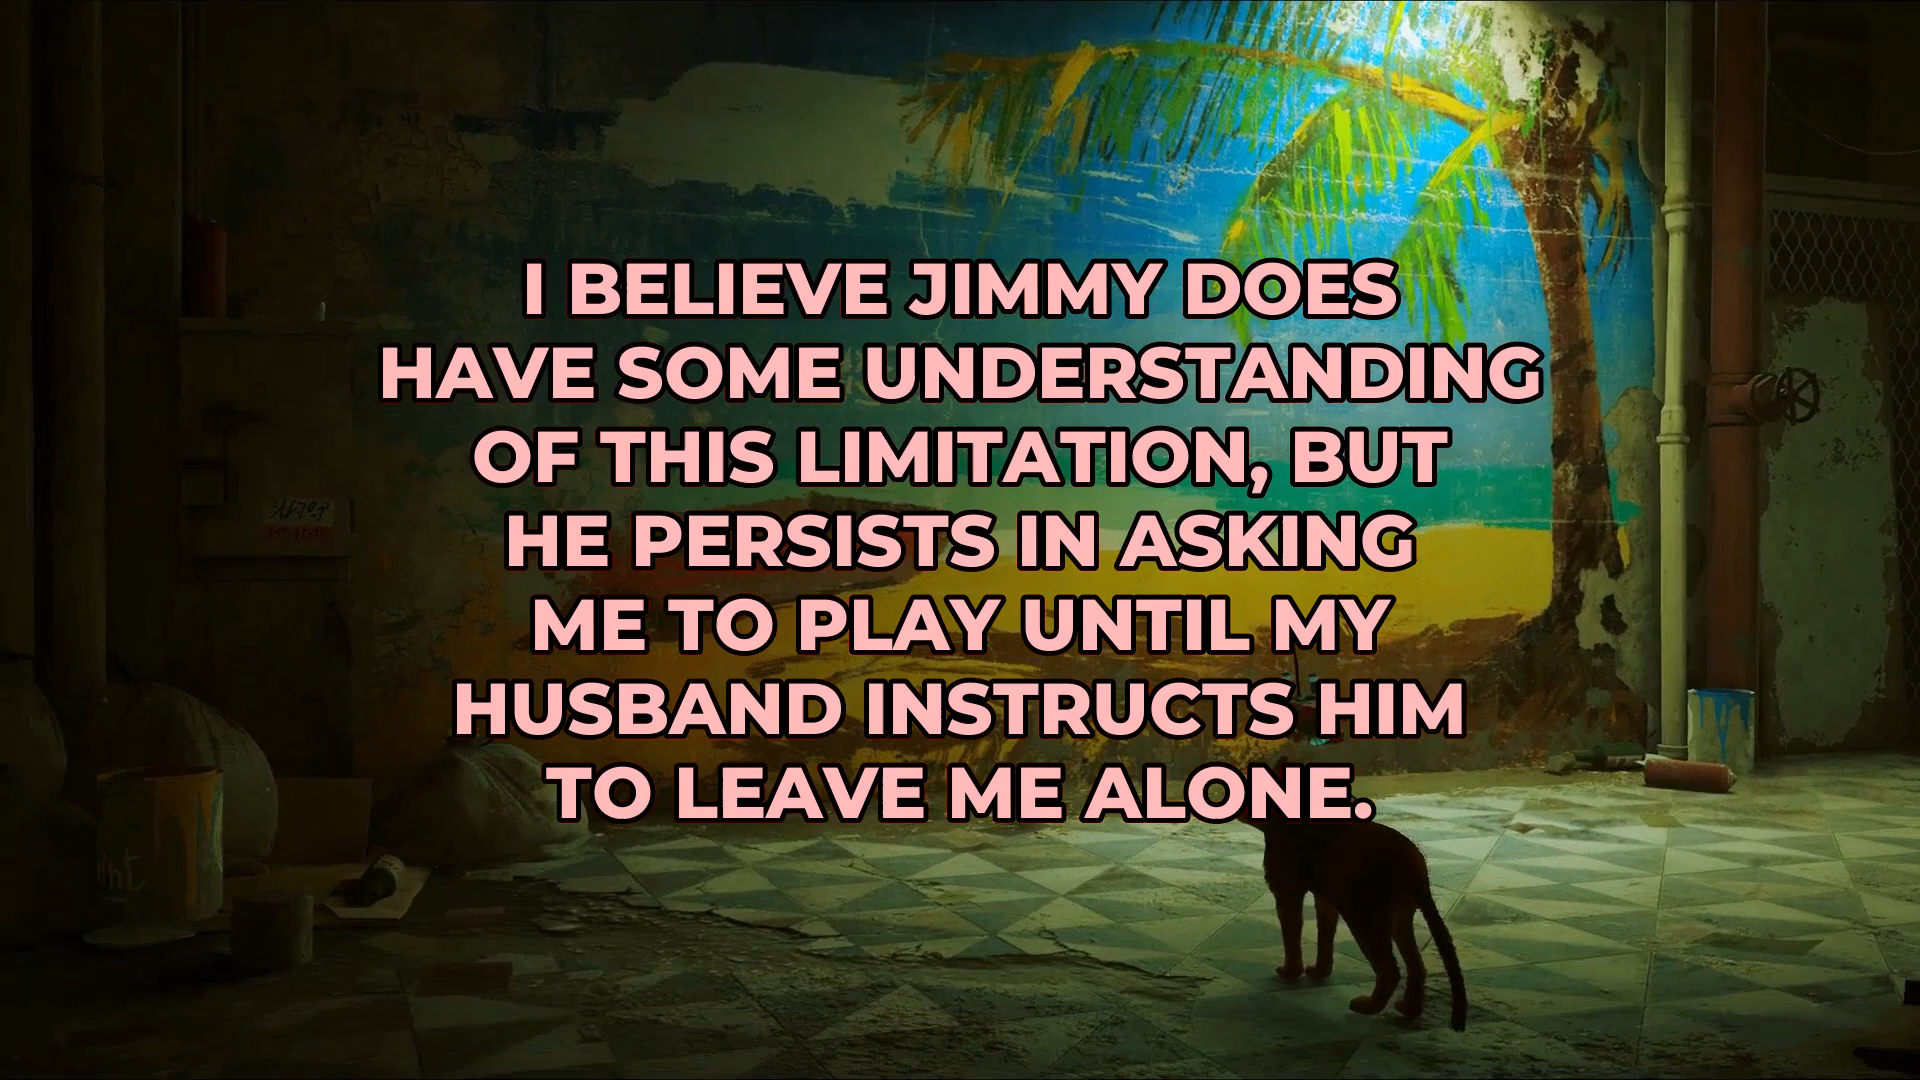 I BELIEVE JIMMY DOES
HAVE SOME UNDERSTANDING
OF THIS LIMITATION, BUT
HE PERSISTS IN ASKING
ME TO PLAY UNTIL MY
HUSBAND INSTRUCTS HIM
TO LEAVE ME ALONE.